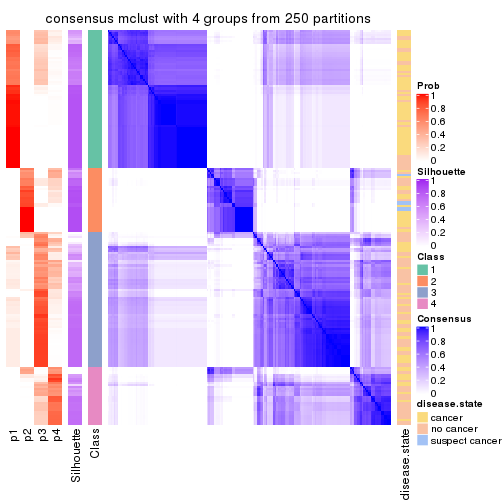 consensus mclust with 4 groups from 250 partitions
Prob
1
0.8
0.6
0.4
0.2
0
Silhouette
1
0.8
0.6
0.4
0.2
0
Class
1
2
3
4
Consensus
1
0.8
0.6
0.4
0.2
0
disease.state
cancer
no cancer
suspect cancer
p1
p2
p3
p4
Silhouette
Class
disease.state